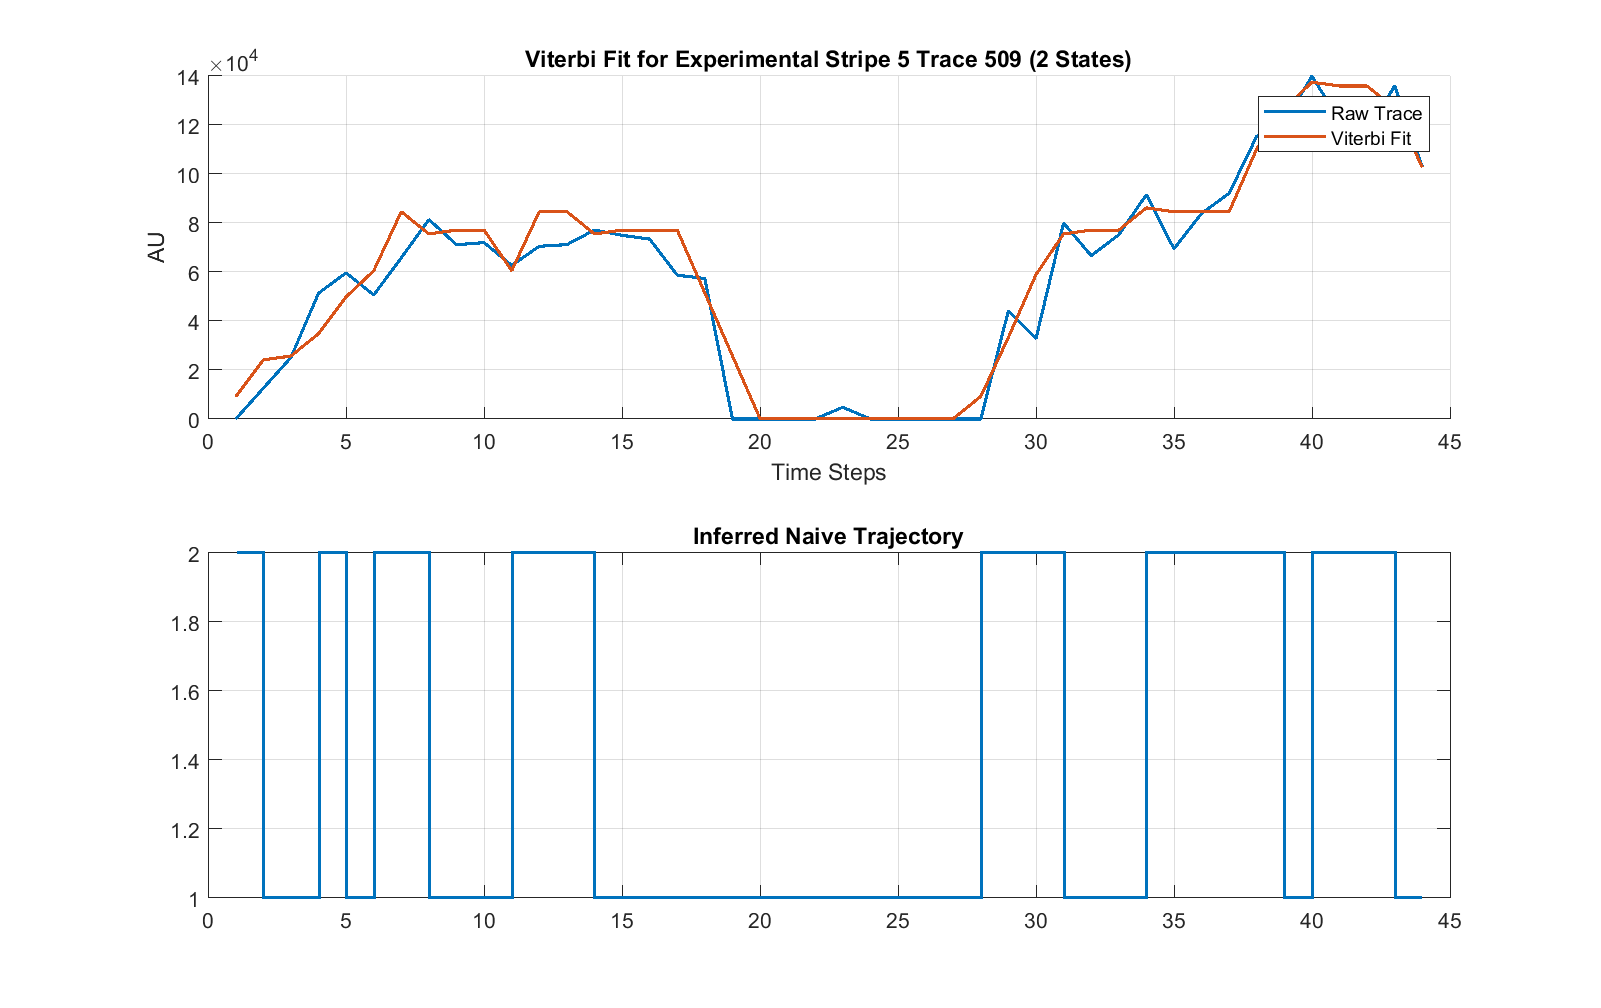 Viterbi Fit for Experimental Stripe 5 Trace 509 (2 States)
×10⁴
14
12
10
8
6
4
2
0
AU
Raw Trace
Viterbi Fit
0 5 10 15 20 25 30 35 40 45
Time Steps
Inferred Naive Trajectory
2
1.8
1.6
1.4
1.2
1
0 5 10 15 20 25 30 35 40 45